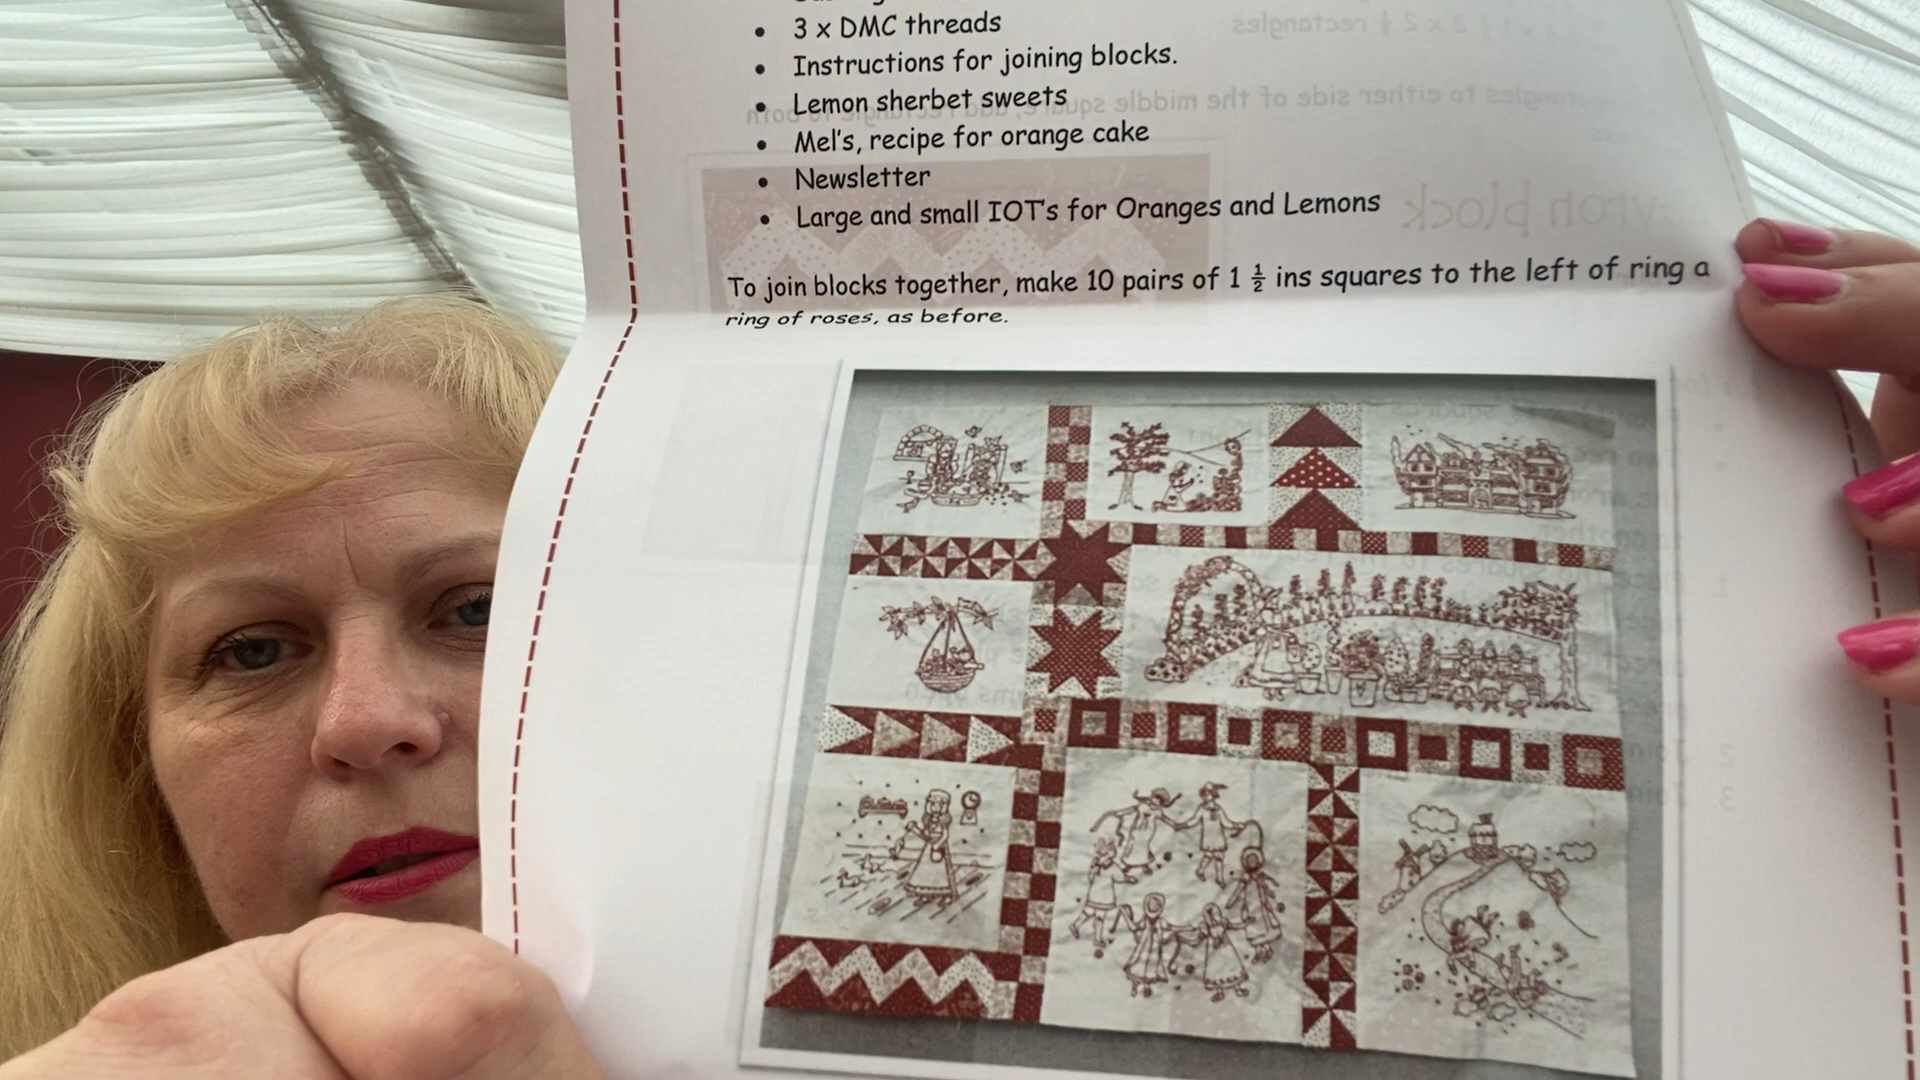 3 x DMC threads
Instructions for joining blocks.
Lemon sherbet sweets
Mel's, recipe for orange cake
Newsletter
Large and small IOT's for Oranges and Lemons
To join blocks together, make 10 pairs of 1 ½ ins squares to the left of ring a
ring of roses, as before.